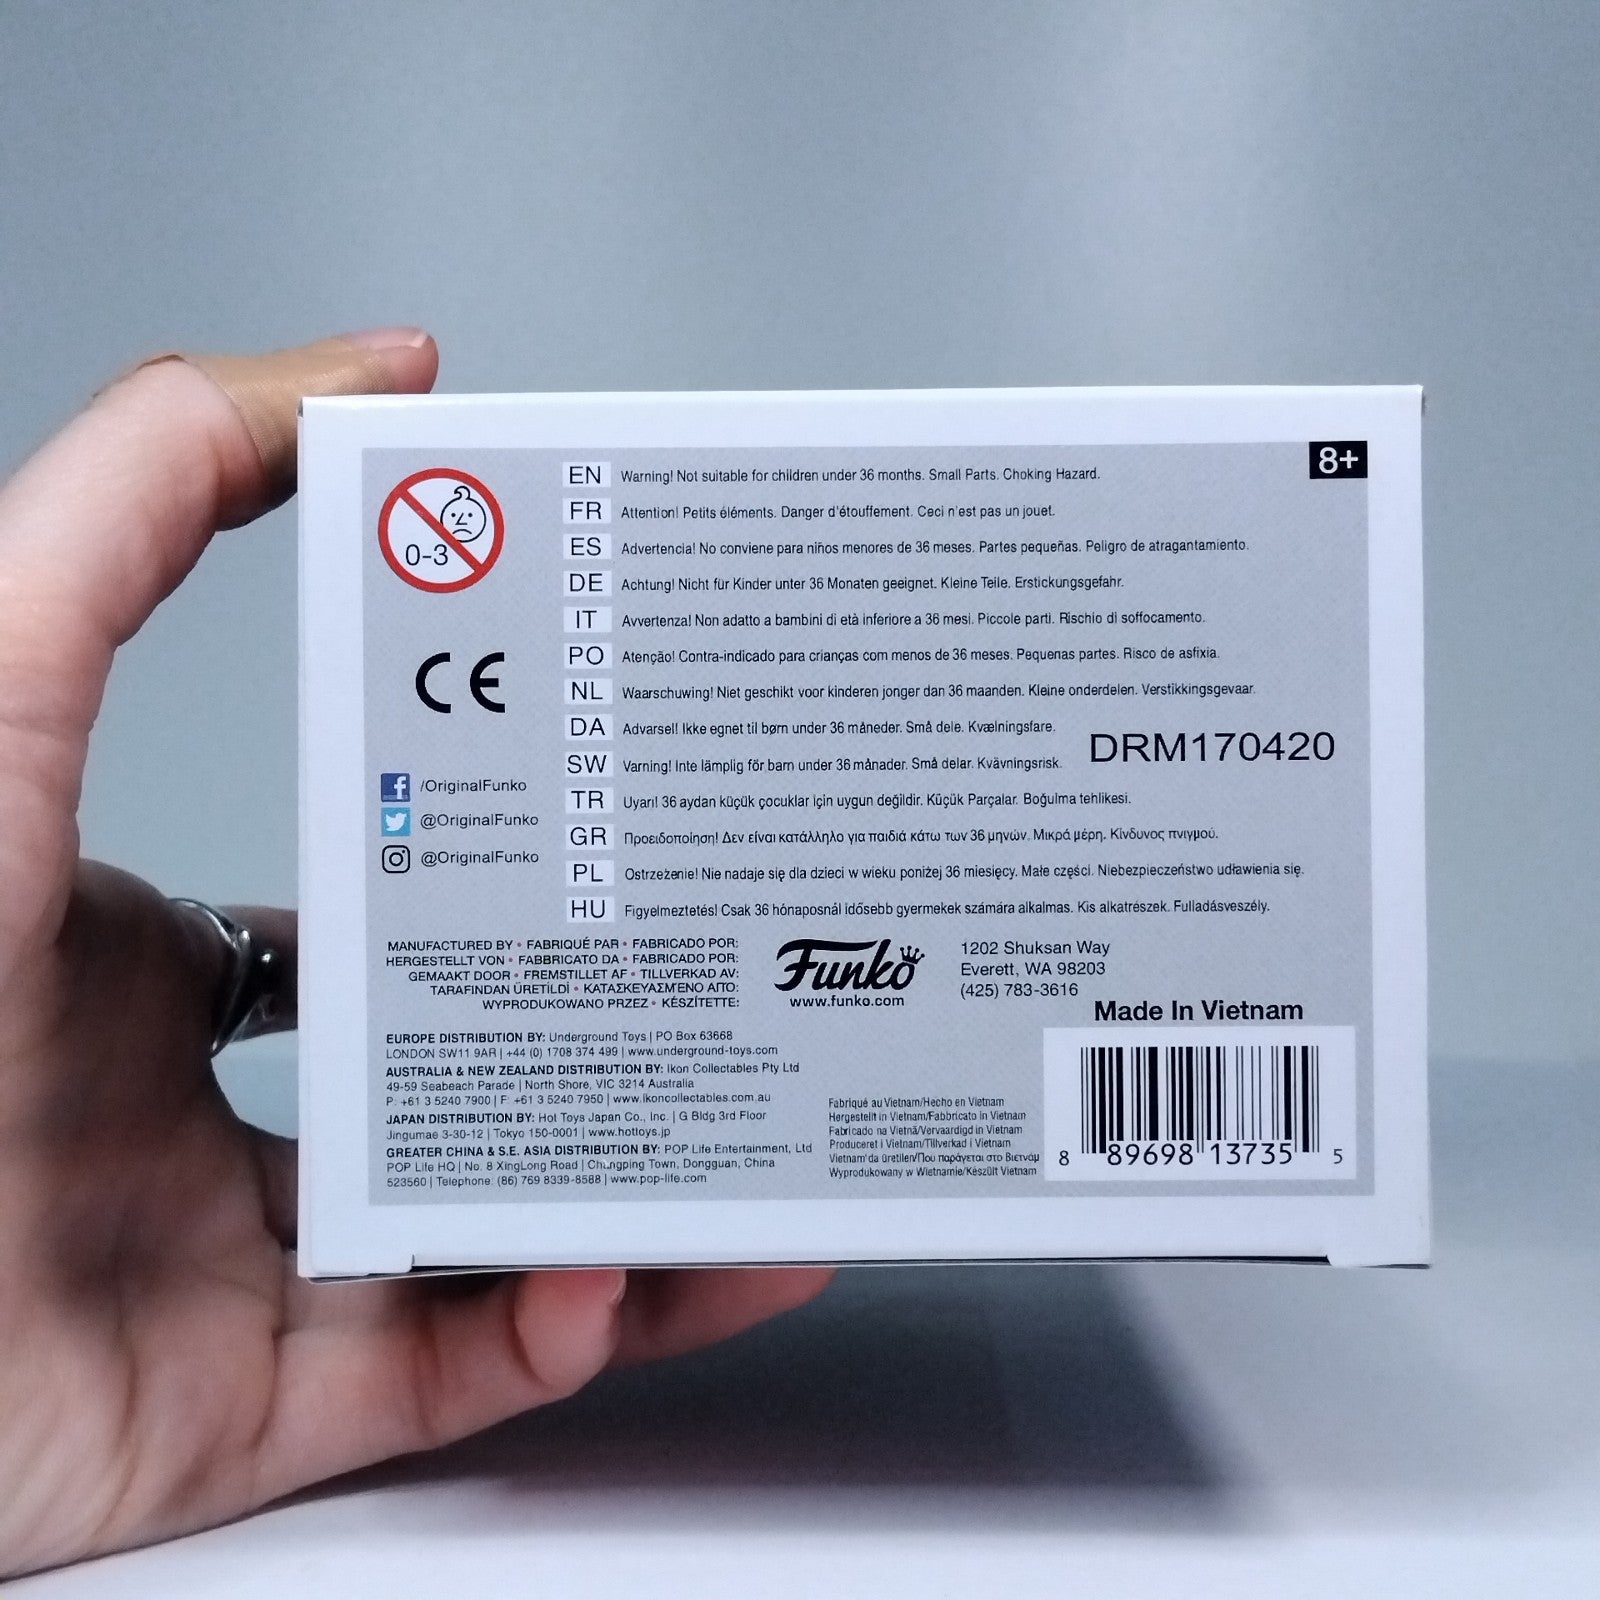 8+
0-3
EN Warning! Not suitable for children under 36 months. Small Parts. Choking Hazard.
FR Attention! Petits éléments. Danger d'étouffement. Ceci n'est pas un jouet.
ES Advertencia! No conviene para niños menores de 36 meses. Partes pequeñas. Peligro de atragantamiento.
DE Achtung! Nicht für Kinder unter 36 Monaten geeignet. Kleine Teile. Erstickungsgefahr.
IT Avvertenza! Non adatto a bambini di età inferiore a 36 mesi. Piccole parti. Rischio di soffocamento.
PO Atenção! Contra-indicado para crianças com menos de 36 meses. Pequenas partes. Risco de asfixia.
NL Waarschuwing! Niet geschikt voor kinderen jonger dan 36 maanden. Kleine onderdelen. Verstikkingsgevaar.
DA Advarsel! Ikke egnet til børn under 36 måneder. Små dele. Kvælningsfare.
SW Varning! Inte lämplig för barn under 36 månader. Små delar. Kvävningsrisk.
TR Uyarı! 36 aydan küçük çocuklar için uygun değildir. Küçük Parçalar. Boğulma tehlikesi.
GR Προειδοποίηση! Δεν είναι κατάλληλο για παιδιά κάτω των 36 μηνών. Μικρά μέρη. Κίνδυνος πνιγμού.
PL Ostrzeżenie! Nie nadaje się dla dzieci w wieku poniżej 36 miesięcy. Małe części. Niebezpieczeństwo udławienia się.
HU Figyelmeztetés! Csak 36 hónaposnál idősebb gyermekek számára alkalmas. Kis alkatrészek. Fulladásveszély.
DRM170420
CE
/OriginalFunko
@OriginalFunko
@OriginalFunko
MANUFACTURED BY • FABRIQUÉ PAR • FABRICADO POR:
HERGESTELLT VON • FABBRICATO DA • FABRICADO POR:
GEMAAKT DOOR • FREMSTILLET AF • TILLVERKAD AV:
TARAFINDAN ÜRETİLDİ • ΚΑΤΑΣΚΕΥΑΣΜΈΝΟ ΑΠΌ:
WYPRODUKOWANO PRZEZ • KÉSZÍTETTE:
Funko
www.funko.com
1202 Shuksan Way
Everett, WA 98203
(425) 783-3616
Made In Vietnam
EUROPE DISTRIBUTION BY: Underground Toys | PO Box 63668
LONDON SW11 9AR | +44 (0) 1708 374 499 | www.underground-toys.com
AUSTRALIA & NEW ZEALAND DISTRIBUTION BY: Ikon Collectables Pty Ltd
49-59 Seabeach Parade | North Shore, VIC 3214 Australia
P: +61 3 5240 7900 | F: +61 3 5240 7950 | www.ikoncollectables.com.au
JAPAN DISTRIBUTION BY: Hot Toys Japan Co., Inc. | G Bldg 3rd Floor
Jingumae 3-30-12 | Tokyo 150-0001 | www.hottoys.jp
GREATER CHINA & S.E. ASIA DISTRIBUTION BY: POP Life Entertainment, Ltd
POP Life HQ | No. 8 XingLong Road | Changping Town, Dongguan, China
523560 | Telephone: (86) 769 8339-8588 | www.pop-life.com
Fabriqué au Vietnam/Hecho en Vietnam
Hergestellt in Vietnam/Fabbricato in Vietnam
Fabricado na Vietnã/Vervaardigd in Vietnam
Produceret i Vietnam/Tillverkad i Vietnam
Vietnam'da üretilen/Που παράγεται στο Βιετνάμ
Wyprodukowany w Wietnamie/Készült Vietnam
8 89698 13735 5